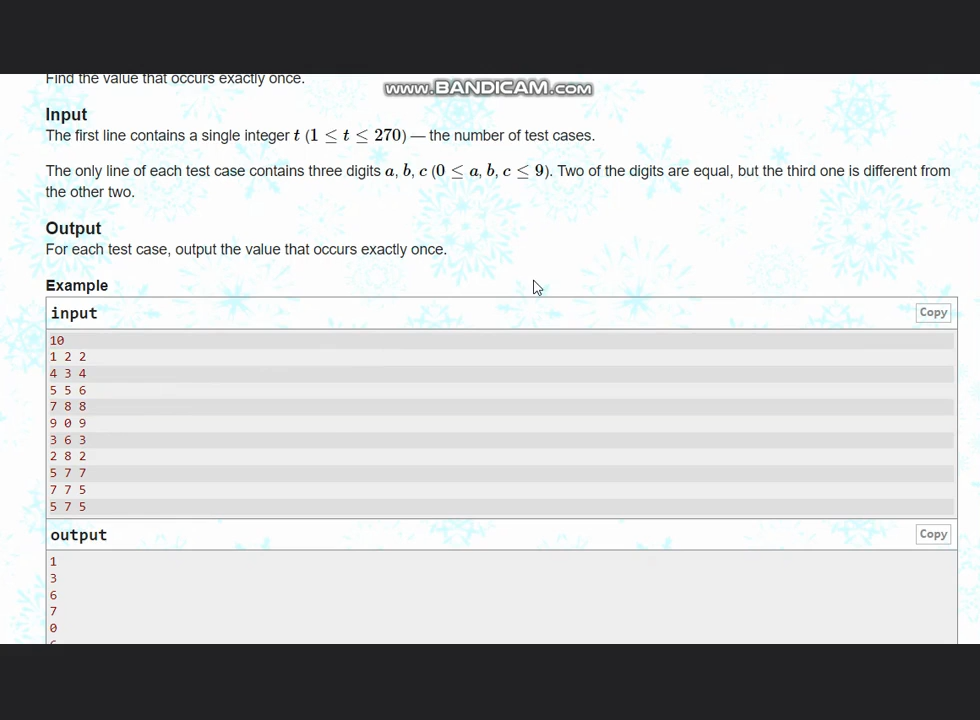 Find the value that occurs exactly once.
www.BANDICAM.com
Input
The first line contains a single integer t (1 ≤ t ≤ 270) — the number of test cases.
The only line of each test case contains three digits a, b, c (0 ≤ a, b, c ≤ 9). Two of the digits are equal, but the third one is different from
the other two.
Output
For each test case, output the value that occurs exactly once.
Example
input
Copy
10
1 2 2
4 3 4
5 5 6
7 8 8
9 0 9
3 6 3
2 8 2
5 7 7
7 7 5
5 7 5
output
Copy
1
3
6
7
0